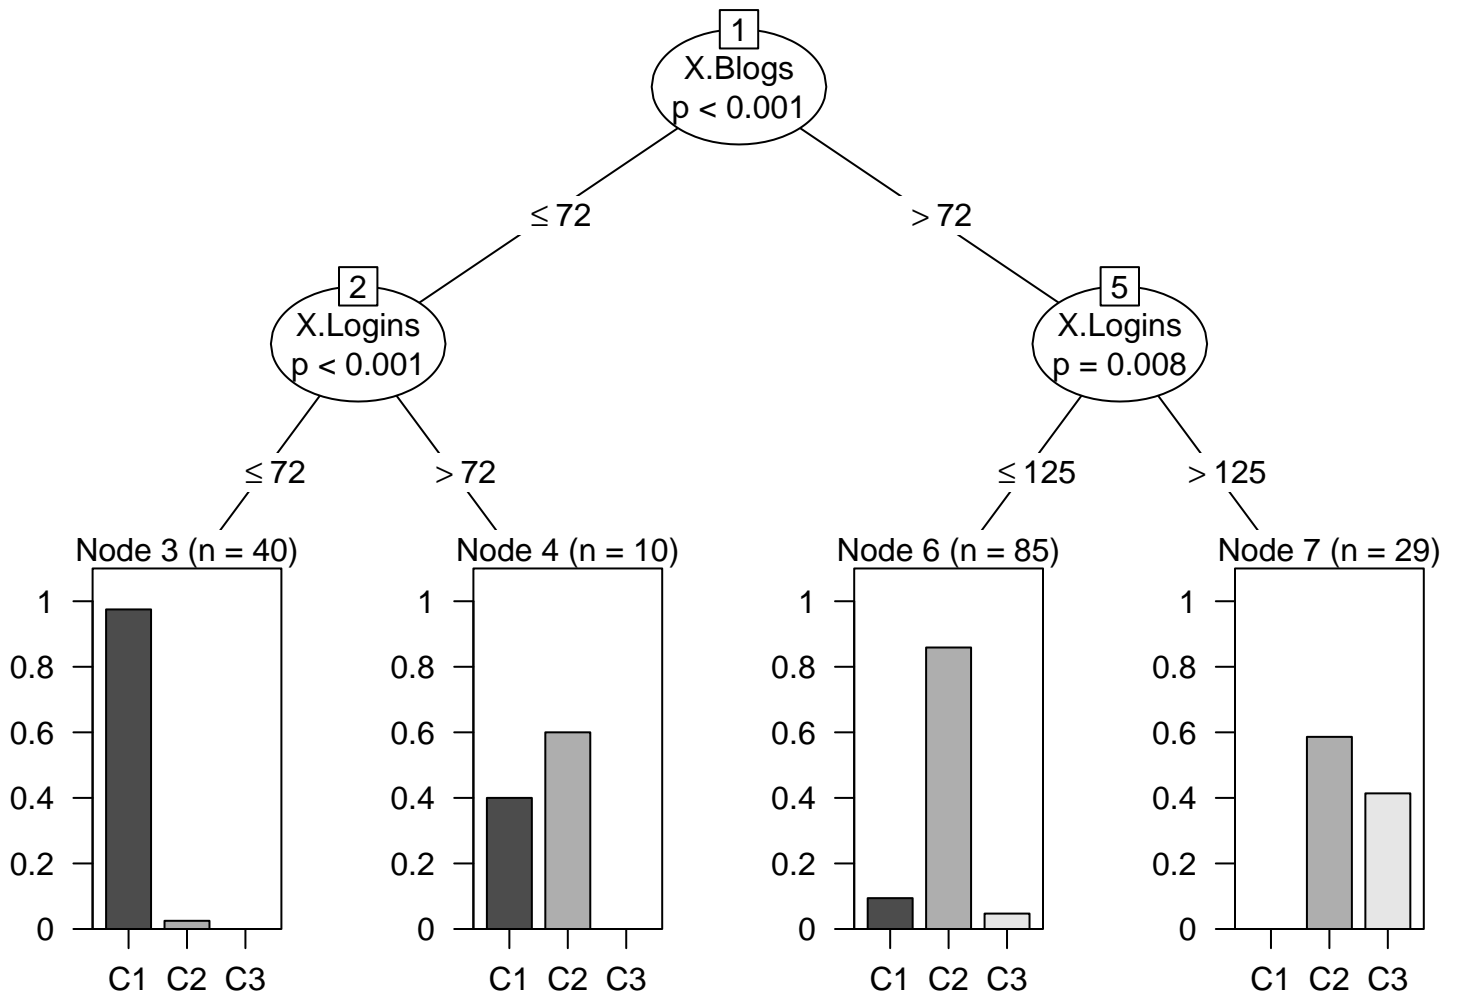 1
X.Blogs
p < 0.001
≤ 72
> 72
2
X.Logins
p < 0.001
5
X.Logins
p = 0.008
≤ 72
> 72
≤ 125
> 125
Node 3 (n = 40)
1
0.8
0.6
0.4
0.2
0
C1 C2 C3
Node 4 (n = 10)
1
0.8
0.6
0.4
0.2
0
C1 C2 C3
Node 6 (n = 85)
1
0.8
0.6
0.4
0.2
0
C1 C2 C3
Node 7 (n = 29)
1
0.8
0.6
0.4
0.2
0
C1 C2 C3